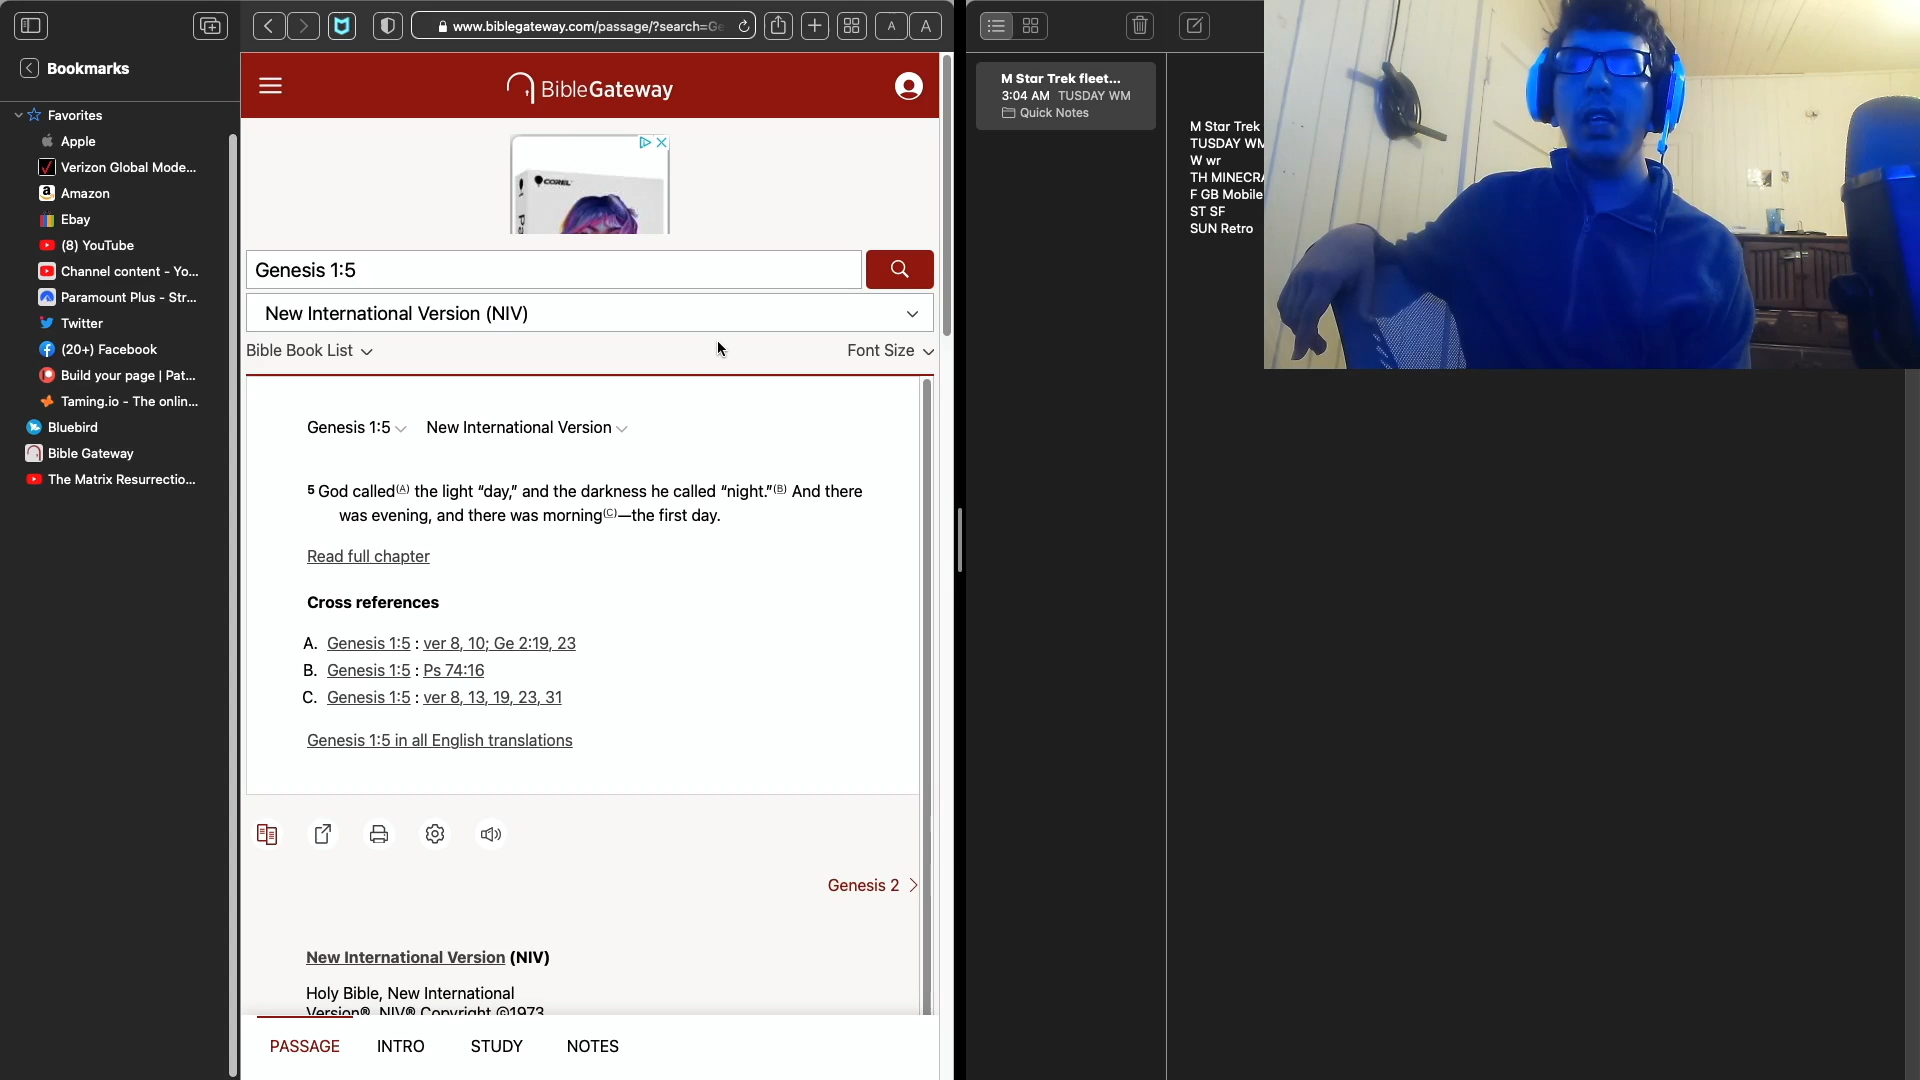 www.biblegateway.com/passage/?search=Ge
A
A
Bookmarks
Favorites
Apple
Verizon Global Mode...
Amazon
Ebay
(8) YouTube
Channel content - Yo...
Paramount Plus - Str...
Twitter
(20+) Facebook
Build your page | Pat...
Taming.io - The onlin...
Bluebird
Bible Gateway
The Matrix Resurrectio...
BibleGateway
COREL
Genesis 1:5
New International Version (NIV)
Bible Book List
Font Size
Genesis 1:5 New International Version
5 God called(A) the light “day,” and the darkness he called “night.”(B) And there
was evening, and there was morning(C)—the first day.
Read full chapter
Cross references
A. Genesis 1:5 : ver 8, 10; Ge 2:19, 23
B. Genesis 1:5 : Ps 74:16
C. Genesis 1:5 : ver 8, 13, 19, 23, 31
Genesis 1:5 in all English translations
Genesis 2
New International Version (NIV)
Holy Bible, New International
Version®, NIV® Copyright ©1973
PASSAGE INTRO STUDY NOTES
M Star Trek fleet...
3:04 AM TUSDAY WM
Quick Notes
M Star Trek
TUSDAY WM
W wr
TH MINECRA
F GB Mobile
ST SF
SUN Retro